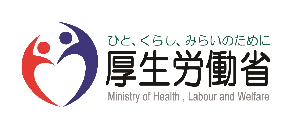 ひと、くらし、みらいのために
厚生労働省
Ministry of Health , Labour and Welfare